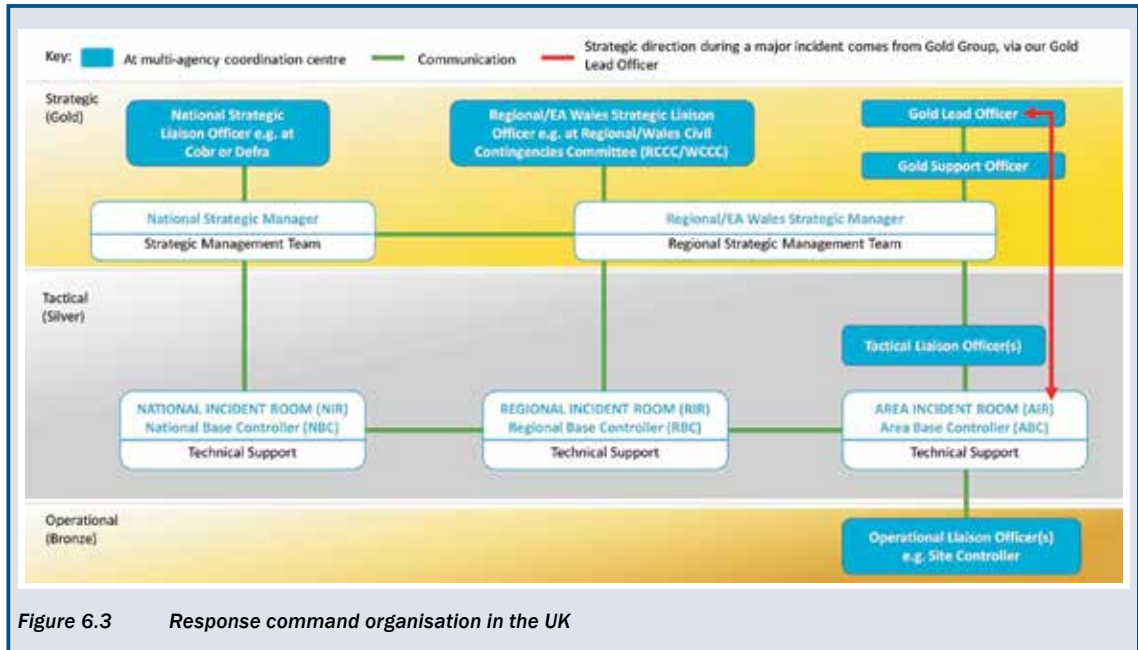 Key: At multi-agency coordination centre Communication Strategic direction during a major incident comes from Gold Group, via our Gold
Lead Officer
Strategic
(Gold)
National Strategic
Liaison Officer e.g. at
Cobr or Defra
Regional/EA Wales Strategic Liaison
Officer e.g. at Regional/Wales Civil
Contingencies Committee (RCCC/WCCC)
Gold Lead Officer
Gold Support Officer
National Strategic Manager
Strategic Management Team
Regional/EA Wales Strategic Manager
Regional Strategic Management Team
Tactical
(Silver)
Tactical Liaison Officer(s)
NATIONAL INCIDENT ROOM (NIR)
National Base Controller (NBC)
Technical Support
REGIONAL INCIDENT ROOM (RIR)
Regional Base Controller (RBC)
Technical Support
AREA INCIDENT ROOM (AIR)
Area Base Controller (ABC)
Technical Support
Operational
(Bronze)
Operational Liaison Officer(s)
e.g. Site Controller
Figure 6.3 Response command organisation in the UK